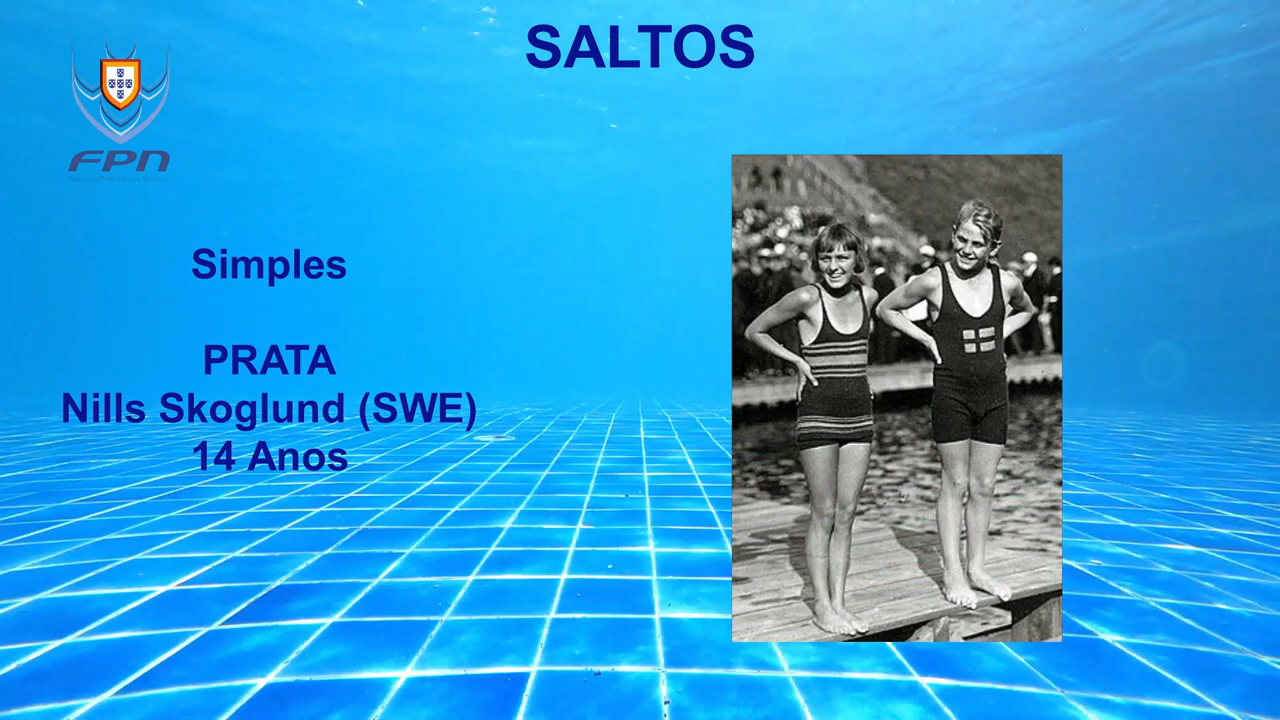 SALTOS
FPN
Simples
PRATA
Nills Skoglund (SWE)
14 Anos